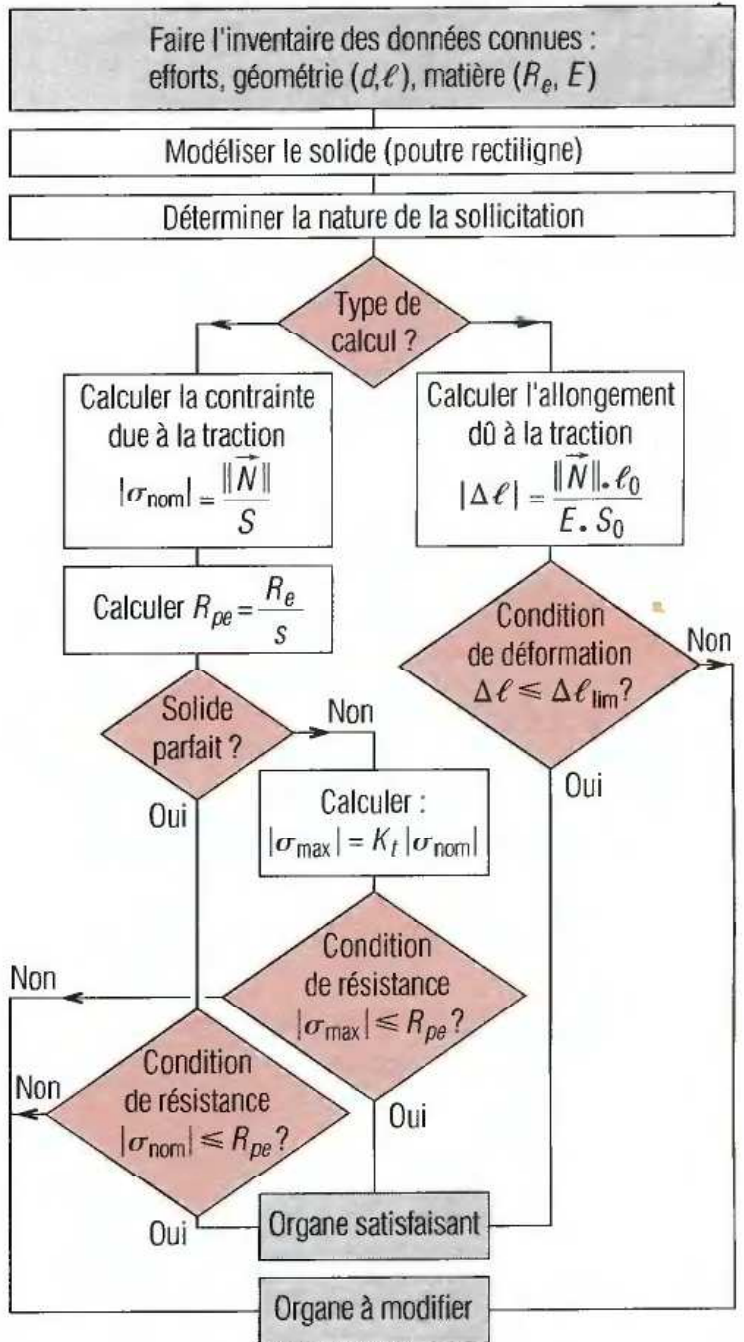 Faire l'inventaire des données connues :
efforts, géométrie (d,ℓ), matière (Re, E)
Modéliser le solide (poutre rectiligne)
Déterminer la nature de la sollicitation
Type de
calcul ?
Calculer la contrainte
due à la traction
|σnom| = ||N⃗|| / S
Calculer l'allongement
dû à la traction
|Δℓ| = ||N⃗||.ℓ0 / E.S0
Calculer Rpe = Re / s
Condition
de déformation
Δℓ ≤ Δℓlim?
Non
Oui
Solide
parfait ?
Non
Oui
Calculer :
|σmax| = Kt |σnom|
Condition
de résistance
|σmax| ≤ Rpe?
Non
Oui
Condition
de résistance
|σnom| ≤ Rpe?
Non
Oui
Organe satisfaisant
Organe à modifier